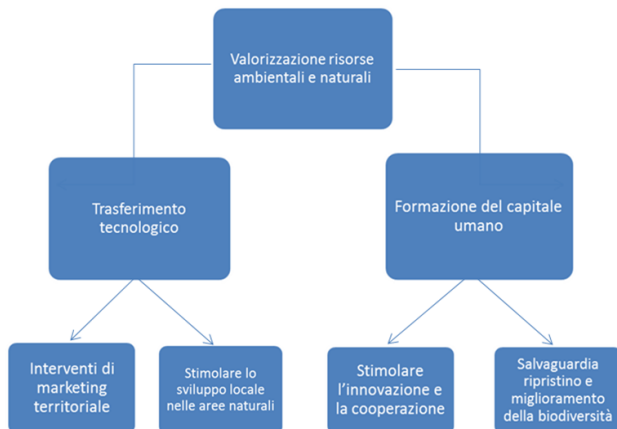 Valorizzazione risorse
ambientali e naturali
Trasferimento
tecnologico
Formazione del capitale
umano
Interventi di
marketing
territoriale
Stimolare lo
sviluppo locale
nelle aree naturali
Stimolare
l'innovazione e
la cooperazione
Salvaguardia
ripristino e
miglioramento
della biodiversità